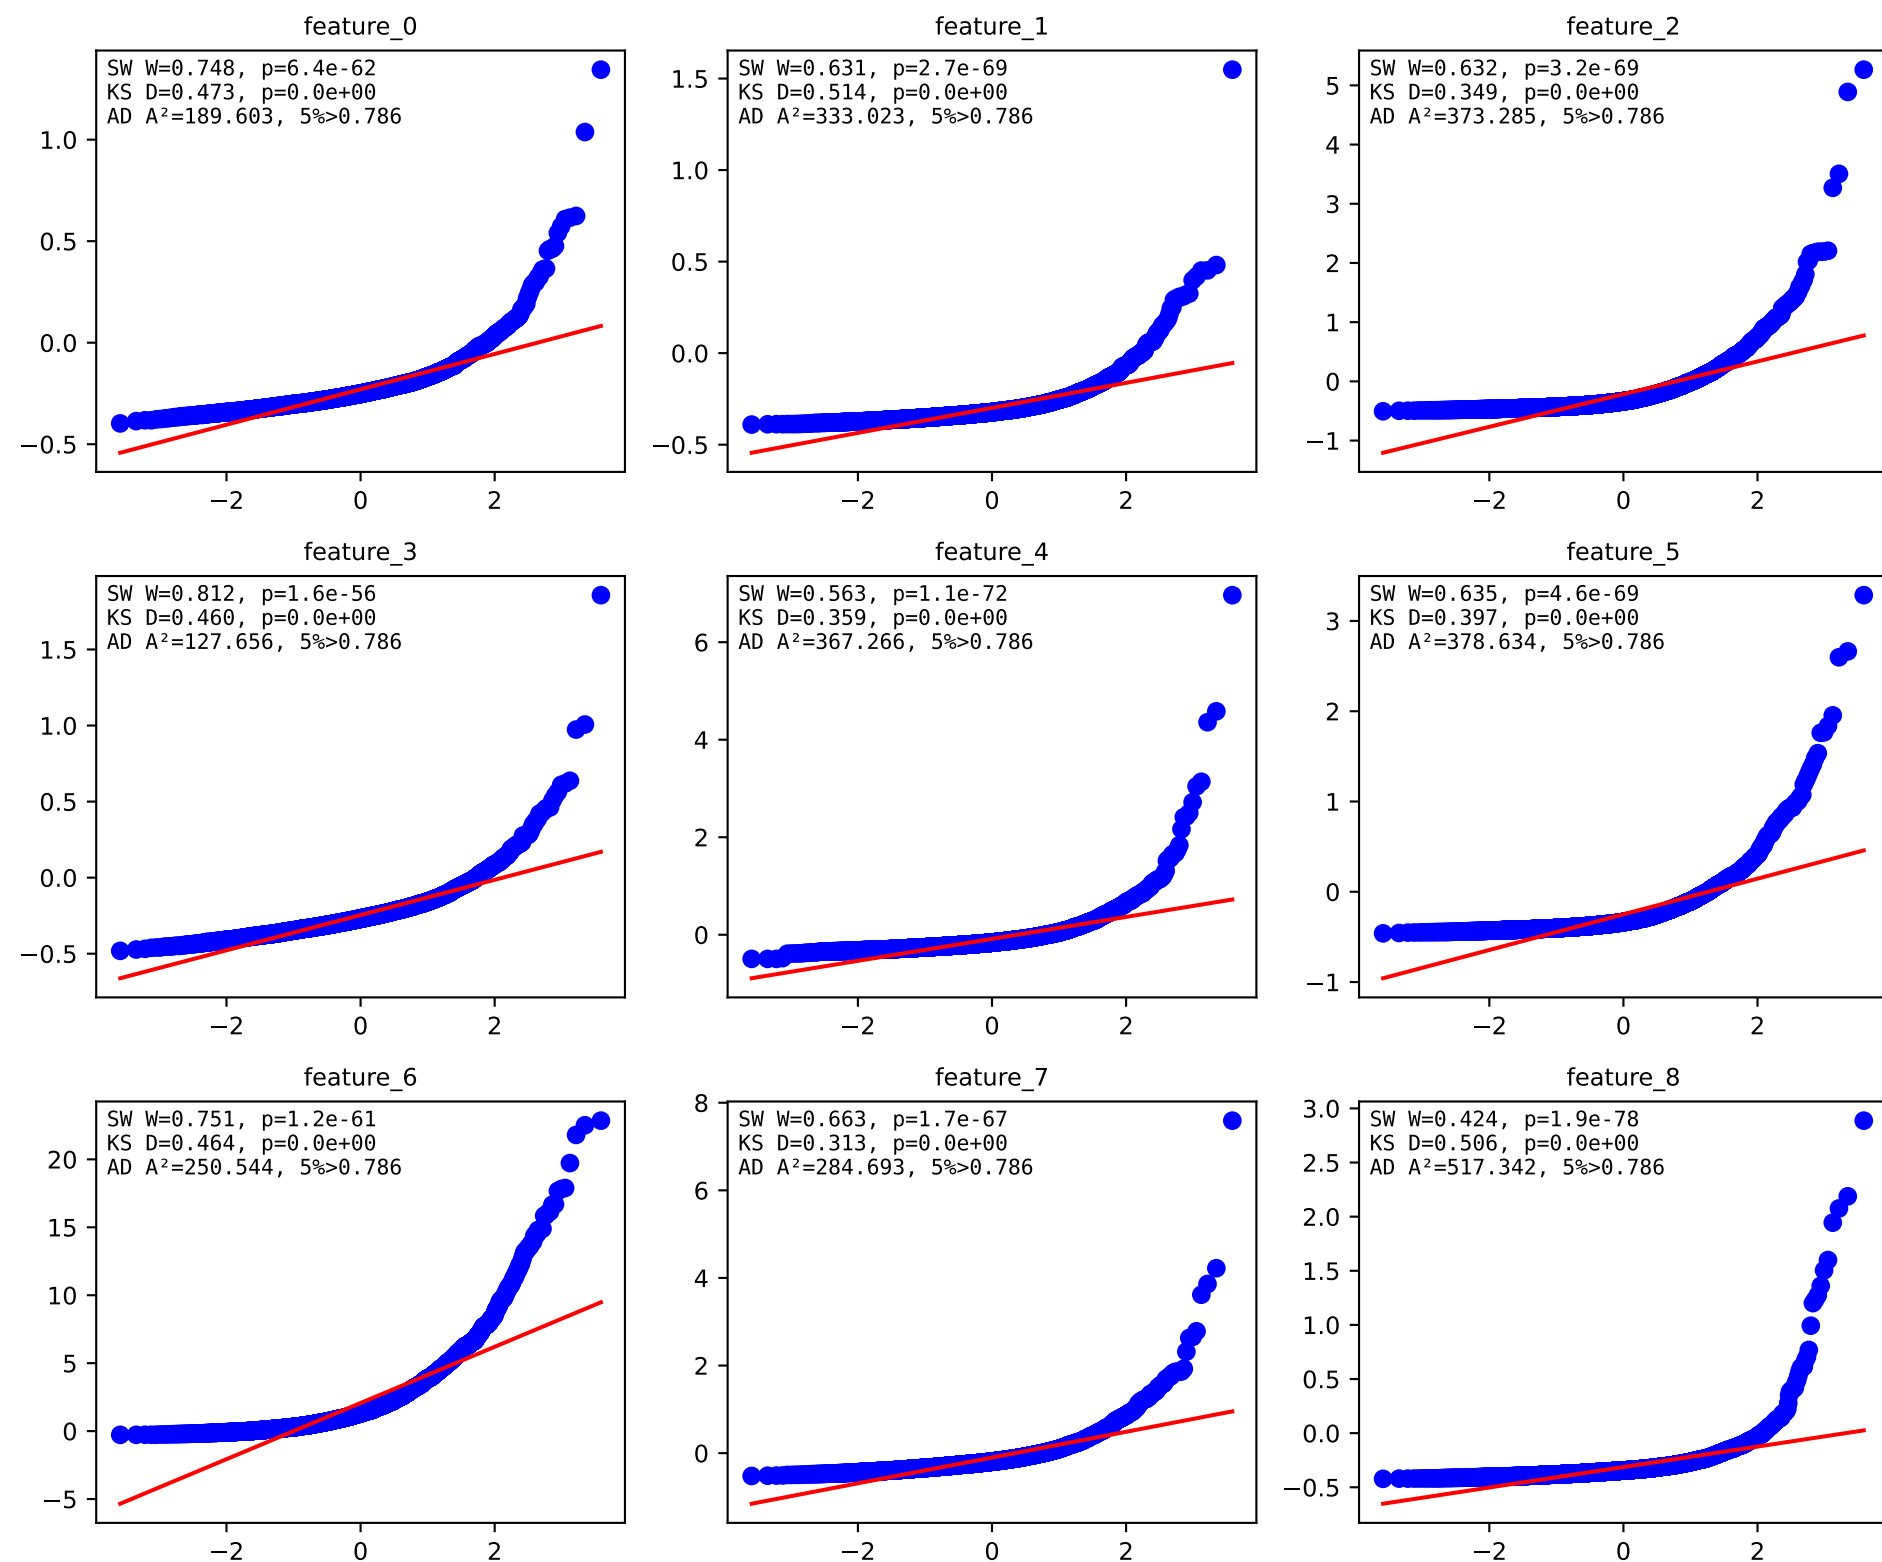 feature_0
SW W=0.748, p=6.4e-62
KS D=0.473, p=0.0e+00
AD A²=189.603, 5%>0.786
1.0
0.5
0.0
−0.5
−2
0
2
feature_1
SW W=0.631, p=2.7e-69
KS D=0.514, p=0.0e+00
AD A²=333.023, 5%>0.786
1.5
1.0
0.5
0.0
−0.5
−2
0
2
feature_2
SW W=0.632, p=3.2e-69
KS D=0.349, p=0.0e+00
AD A²=373.285, 5%>0.786
5
4
3
2
1
0
−1
−2
0
2
feature_3
SW W=0.812, p=1.6e-56
KS D=0.460, p=0.0e+00
AD A²=127.656, 5%>0.786
1.5
1.0
0.5
0.0
−0.5
−2
0
2
feature_4
SW W=0.563, p=1.1e-72
KS D=0.359, p=0.0e+00
AD A²=367.266, 5%>0.786
6
4
2
0
−2
0
2
feature_5
SW W=0.635, p=4.6e-69
KS D=0.397, p=0.0e+00
AD A²=378.634, 5%>0.786
3
2
1
0
−1
−2
0
2
feature_6
SW W=0.751, p=1.2e-61
KS D=0.464, p=0.0e+00
AD A²=250.544, 5%>0.786
20
15
10
5
0
−5
−2
0
2
feature_7
SW W=0.663, p=1.7e-67
KS D=0.313, p=0.0e+00
AD A²=284.693, 5%>0.786
8
6
4
2
0
−2
0
2
feature_8
SW W=0.424, p=1.9e-78
KS D=0.506, p=0.0e+00
AD A²=517.342, 5%>0.786
3.0
2.5
2.0
1.5
1.0
0.5
0.0
−0.5
−2
0
2